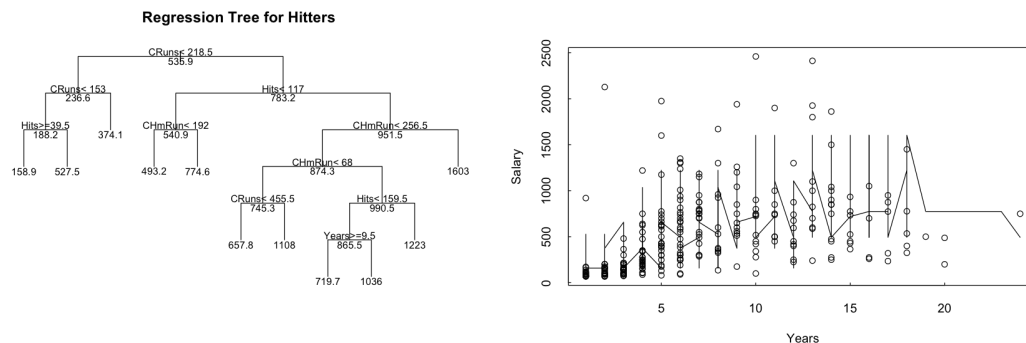 Regression Tree for Hitters
CRuns< 218.5
535.9
CRuns< 153
236.6
Hits< 117
783.2
Hits>=39.5
188.2
374.1
CHmRun< 192
540.9
CHmRun< 256.5
951.5
158.9
527.5
493.2
774.6
CHmRun< 68
874.3
1603
CRuns< 455.5
745.3
Hits<159.5
990.5
657.8
1108
Years>=9.5
865.5
1223
719.7
1036
Salary
2500
2000
1500
1000
500
0
5
10
15
20
Years